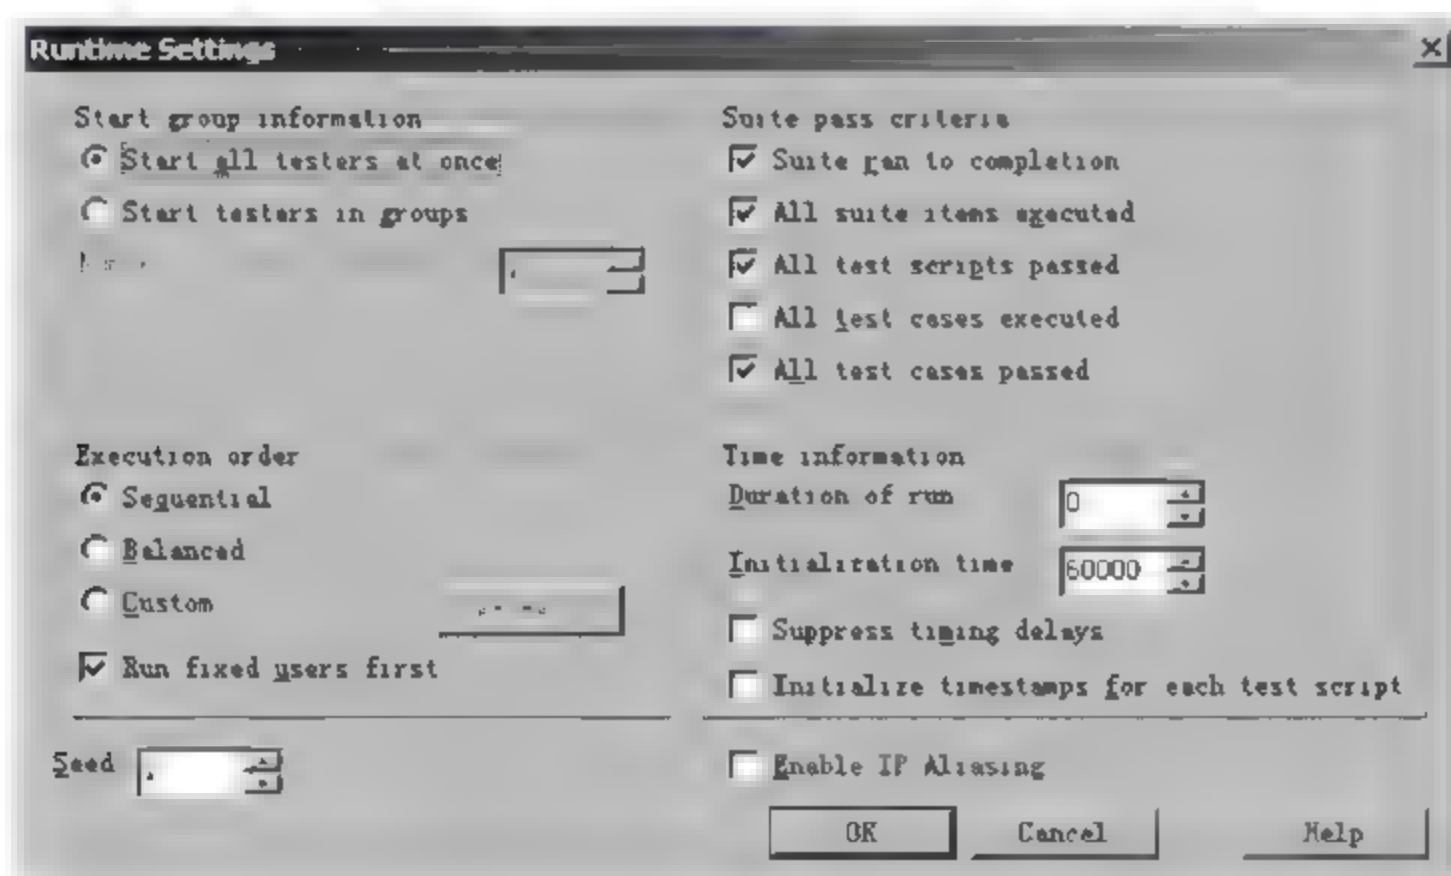 Runtime Settings
Start group information
Start all testers at once
Start testers in groups
Suite pass criteria
Suite ran to completion
All suite items executed
All test scripts passed
All test cases executed
All test cases passed
Execution order
Sequential
Balanced
Custom
Run fixed users first
Time information
Duration of run
0
Initialization time
60000
Suppress timing delays
Initialize timestamps for each test script
Seed
Enable IP Aliasing
OK
Cancel
Help